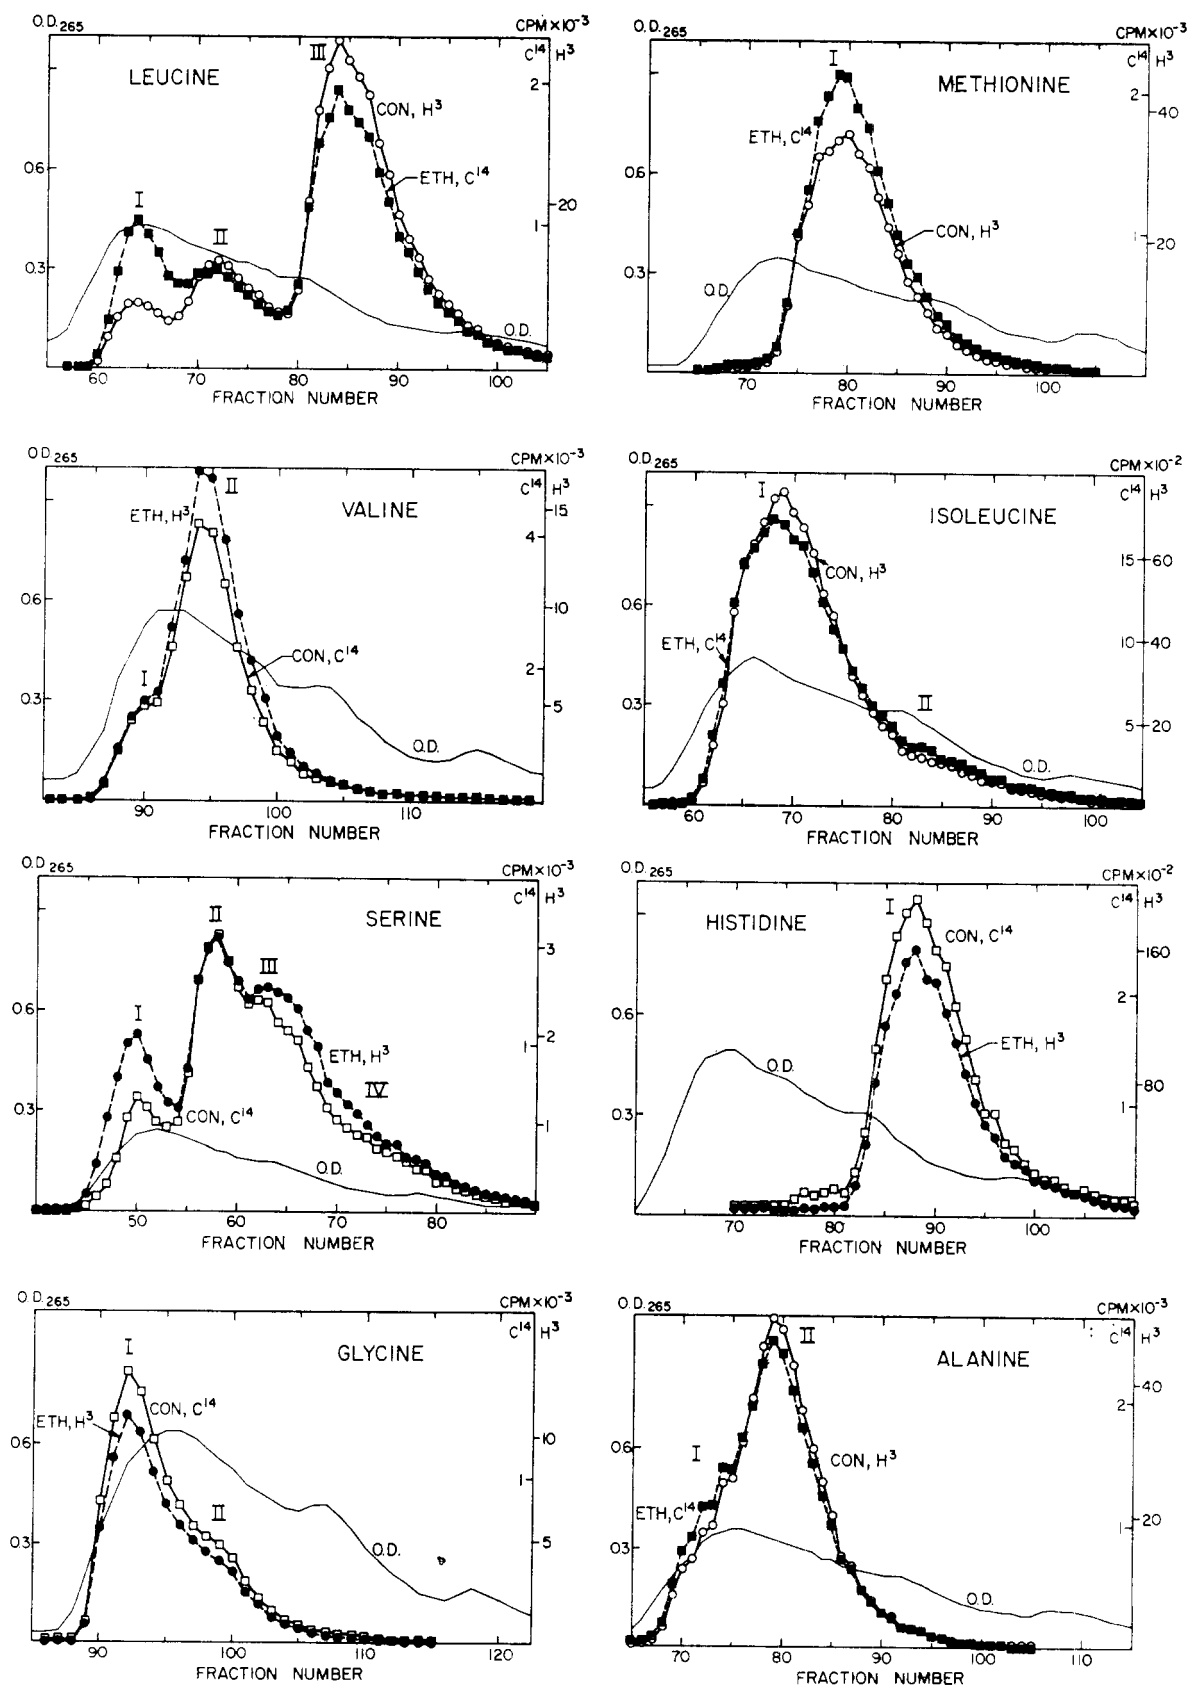 O.D.265 CPM×10-3
C14 H3
LEUCINE
III
2
CON, H3
ETH, C14
0.6
20
I
1
II
0.3
O.D.
60 70 80 90 100
FRACTION NUMBER
O.D.265 CPM×10-3
C14 H3
I
METHIONINE
2
40
ETH, C14
0.6
CON, H3
1 20
0.3
O.D.
70 80 90 100
FRACTION NUMBER
O.D.265 CPM×10-3
C14 H3
II
ETH, H3
VALINE
15
4
0.6
10
CON, C14
2
I
0.3
5
O.D.
90 100 110
FRACTION NUMBER
O.D.265 CPM×10-2
C14 H3
I
ISOLEUCINE
15 60
CON, H3
0.6
ETH, C14
10 40
II
0.3
5 20
O.D.
60 70 80 90 100
FRACTION NUMBER
O.D.265 CPM×10-3
C14 H3
II
SERINE
3
III
0.6
I
2
1
ETH, H3
IV
0.3
CON, C14
1
O.D.
50 60 70 80
FRACTION NUMBER
O.D.265 CPM×10-2
C14 H3
I
HISTIDINE
CON, C14
160
2
ETH, H3
O.D.
80
0.3
1
70 80 90 100
FRACTION NUMBER
O.D.265 CPM×10-3
C14 H3
I
GLYCINE
CON, C14
ETH, H3
0.6
10
1
II
0.3
5
O.D.
90 100 110 120
FRACTION NUMBER
O.D.265 CPM×10-3
C14 H3
II
ALANINE
40
2
0.6
I
CON, H3
ETH, C14
20
1
0.3
O.D.
70 80 90 100 110
FRACTION NUMBER